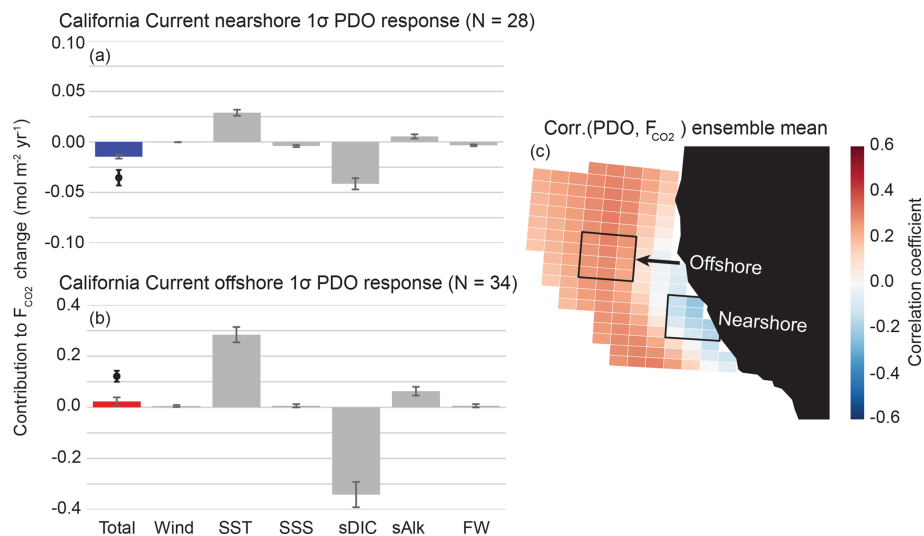 California Current nearshore 1σ PDO response (N = 28)
(a)
0.10
0.05
0.00
-0.05
-0.10
California Current offshore 1σ PDO response (N = 34)
(b)
0.4
0.2
0.0
-0.2
-0.4
Contribution to FCO2 change (mol m-2 yr-1)
Total Wind SST SSS sDIC sAlk FW
Corr.(PDO, FCO2 ) ensemble mean
(c)
Offshore
Nearshore
0.6
0.4
0.2
0.0
-0.2
-0.4
-0.6
Correlation coefficient